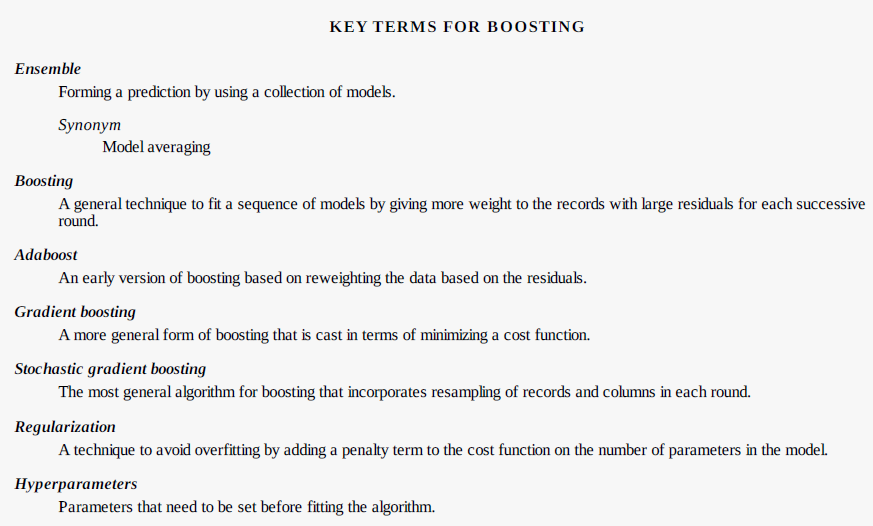 KEY TERMS FOR BOOSTING
Ensemble
Forming a prediction by using a collection of models.
Synonym
Model averaging
Boosting
A general technique to fit a sequence of models by giving more weight to the records with large residuals for each successive
round.
Adaboost
An early version of boosting based on reweighting the data based on the residuals.
Gradient boosting
A more general form of boosting that is cast in terms of minimizing a cost function.
Stochastic gradient boosting
The most general algorithm for boosting that incorporates resampling of records and columns in each round.
Regularization
A technique to avoid overfitting by adding a penalty term to the cost function on the number of parameters in the model.
Hyperparameters
Parameters that need to be set before fitting the algorithm.